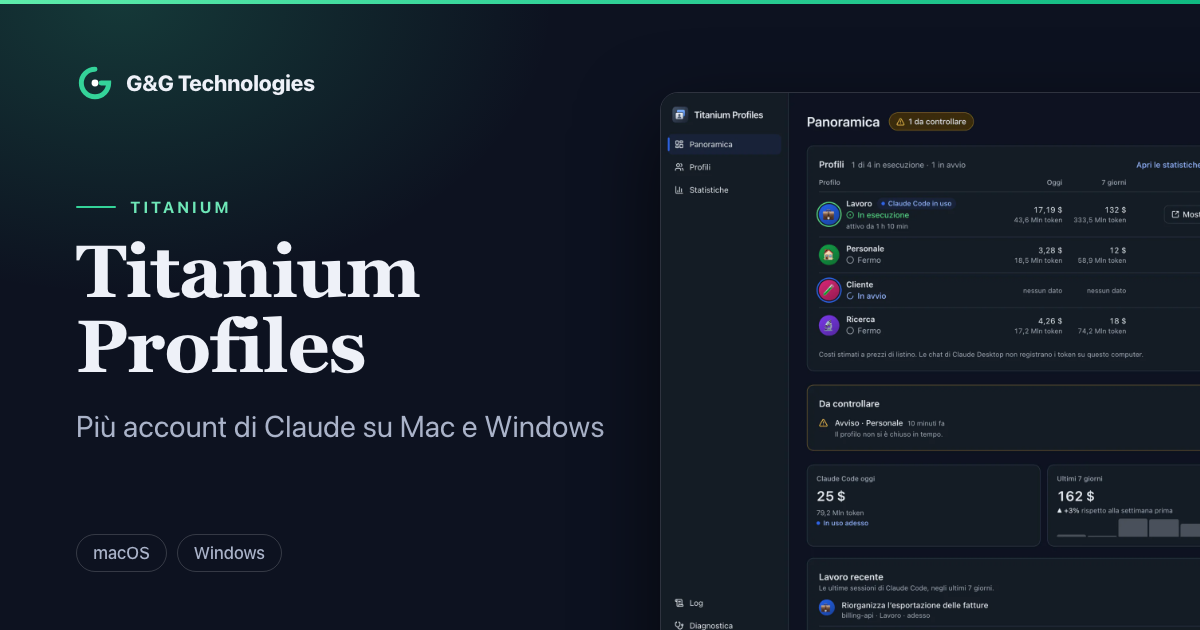 G&G Technologies
TITANIUM
Titanium
Profiles
Più account di Claude su Mac e Windows
macOS
Windows
Titanium Profiles
Panoramica
Profili
Statistiche
Log
Diagnostica
Panoramica
1 da controllare
Profili 1 di 4 in esecuzione · 1 in avvio
Apri le statistiche
Profilo Oggi 7 giorni
Lavoro Claude Code in uso
In esecuzione
attivo da 1 h 10 min
17,19 $ 132 $
43,6 Mln token 333,5 Mln token
Personale
Fermo
3,28 $ 12 $
18,5 Mln token 58,9 Mln token
Cliente
In avvio
nessun dato nessun dato
Ricerca
Fermo
4,26 $ 18 $
17,2 Mln token 74,2 Mln token
Costi stimati a prezzi di listino. Le chat di Claude Desktop non registrano i token su questo computer.
Da controllare
Avviso · Personale 10 minuti fa
Il profilo non si è chiuso in tempo.
Claude Code oggi
25 $
79,2 Mln token
In uso adesso
Ultimi 7 giorni
162 $
▲ +3% rispetto alla settimana prima
Lavoro recente
Le ultime sessioni di Claude Code, negli ultimi 7 giorni.
Riorganizza l'esportazione delle fatture
billing-api · Lavoro · adesso